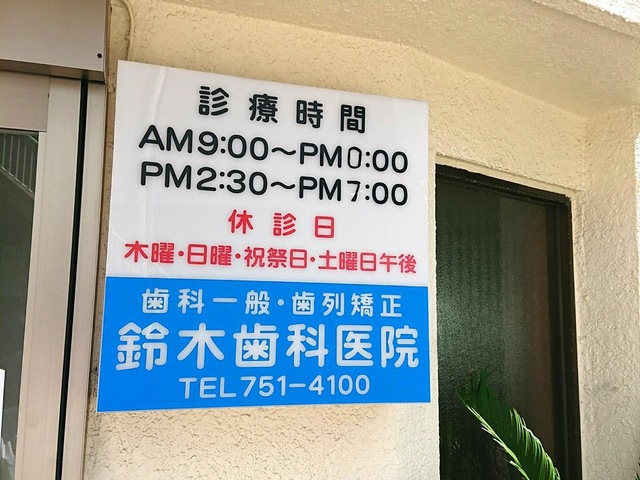 診療時間
AM9:00～PM0:00
PM2:30～PM7:00
休診日
木曜・日曜・祝祭日・土曜日午後
歯科一般・歯列矯正
鈴木歯科医院
TEL751-4100